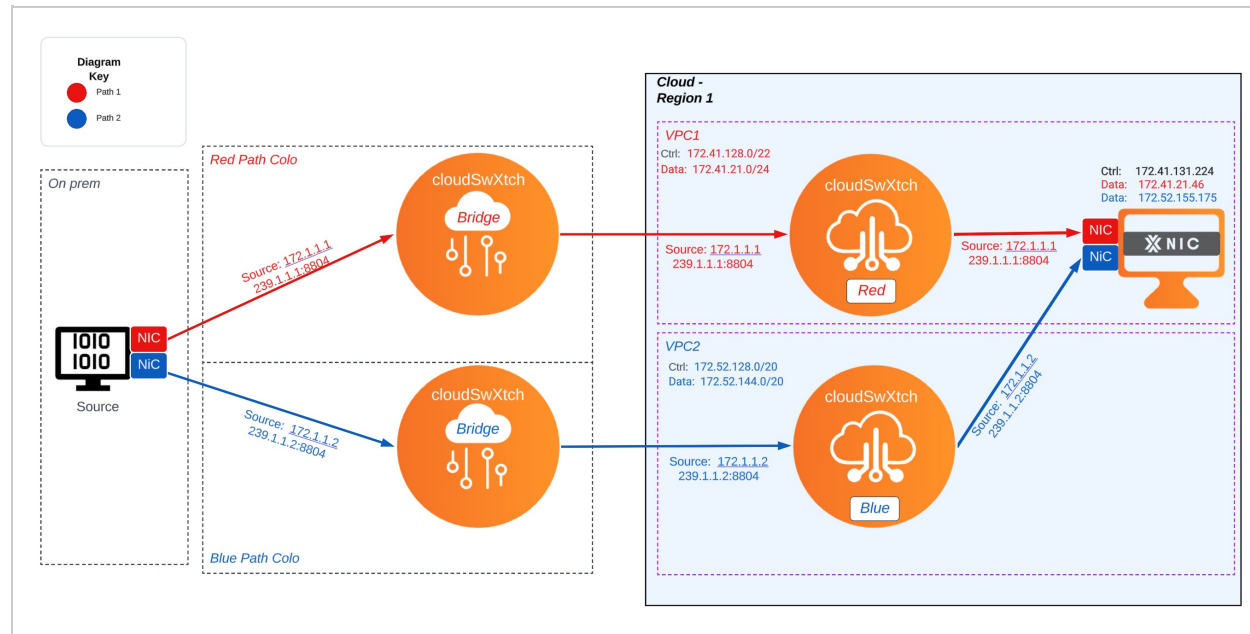 Diagram
Key
Path 1
Path 2
On prem
1010
1010
NIC
NiC
Source
Red Path Colo
cloudSwXtch
Bridge
Source: 172.1.1.1
239.1.1.1:8804
Blue Path Colo
cloudSwXtch
Bridge
Source: 172.1.1.2
239.1.1.2:8804
Cloud -
Region 1
VPC1
Ctrl: 172.41.128.0/22
Data: 172.41.21.0/24
cloudSwXtch
Red
Source: 172.1.1.1
239.1.1.1:8804
Source: 172.1.1.1
239.1.1.1:8804
Ctrl: 172.41.131.224
Data: 172.41.21.46
Data: 172.52.155.175
NIC
NiC
XNIC
VPC2
Ctrl: 172.52.128.0/20
Data: 172.52.144.0/20
cloudSwXtch
Blue
Source: 172.1.1.2
239.1.1.2:8804
Source: 172.1.1.2
239.1.1.2:8804